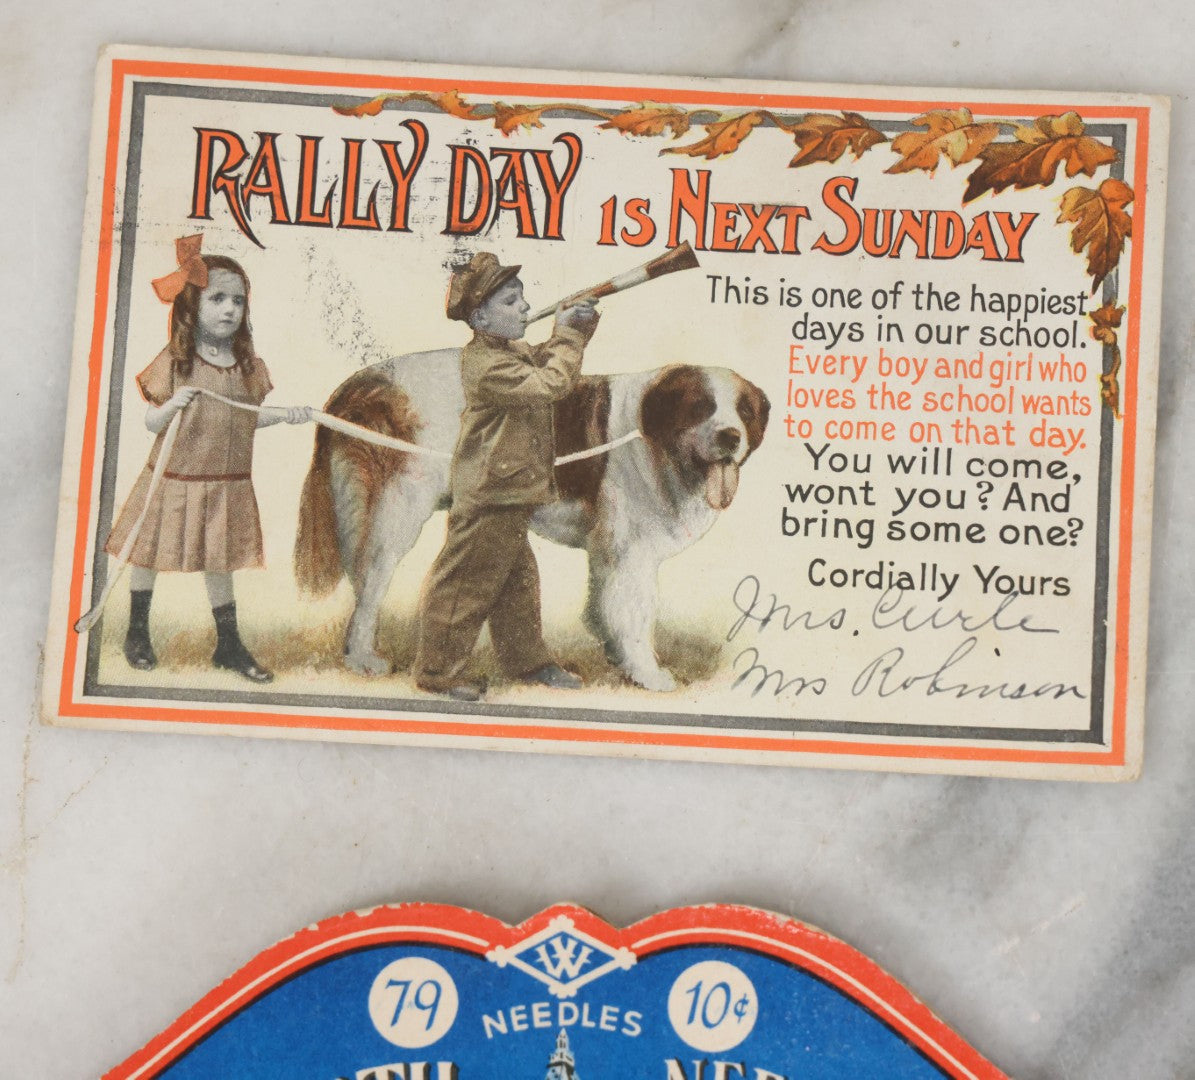 RALLY DAY IS NEXT SUNDAY
This is one of the happiest
days in our school.
Every boy and girl who
loves the school wants
to come on that day.
You will come,
wont you? And
bring some one?
Cordially Yours
Mrs. Curle
Mrs Robinson
W
79 NEEDLES 10¢